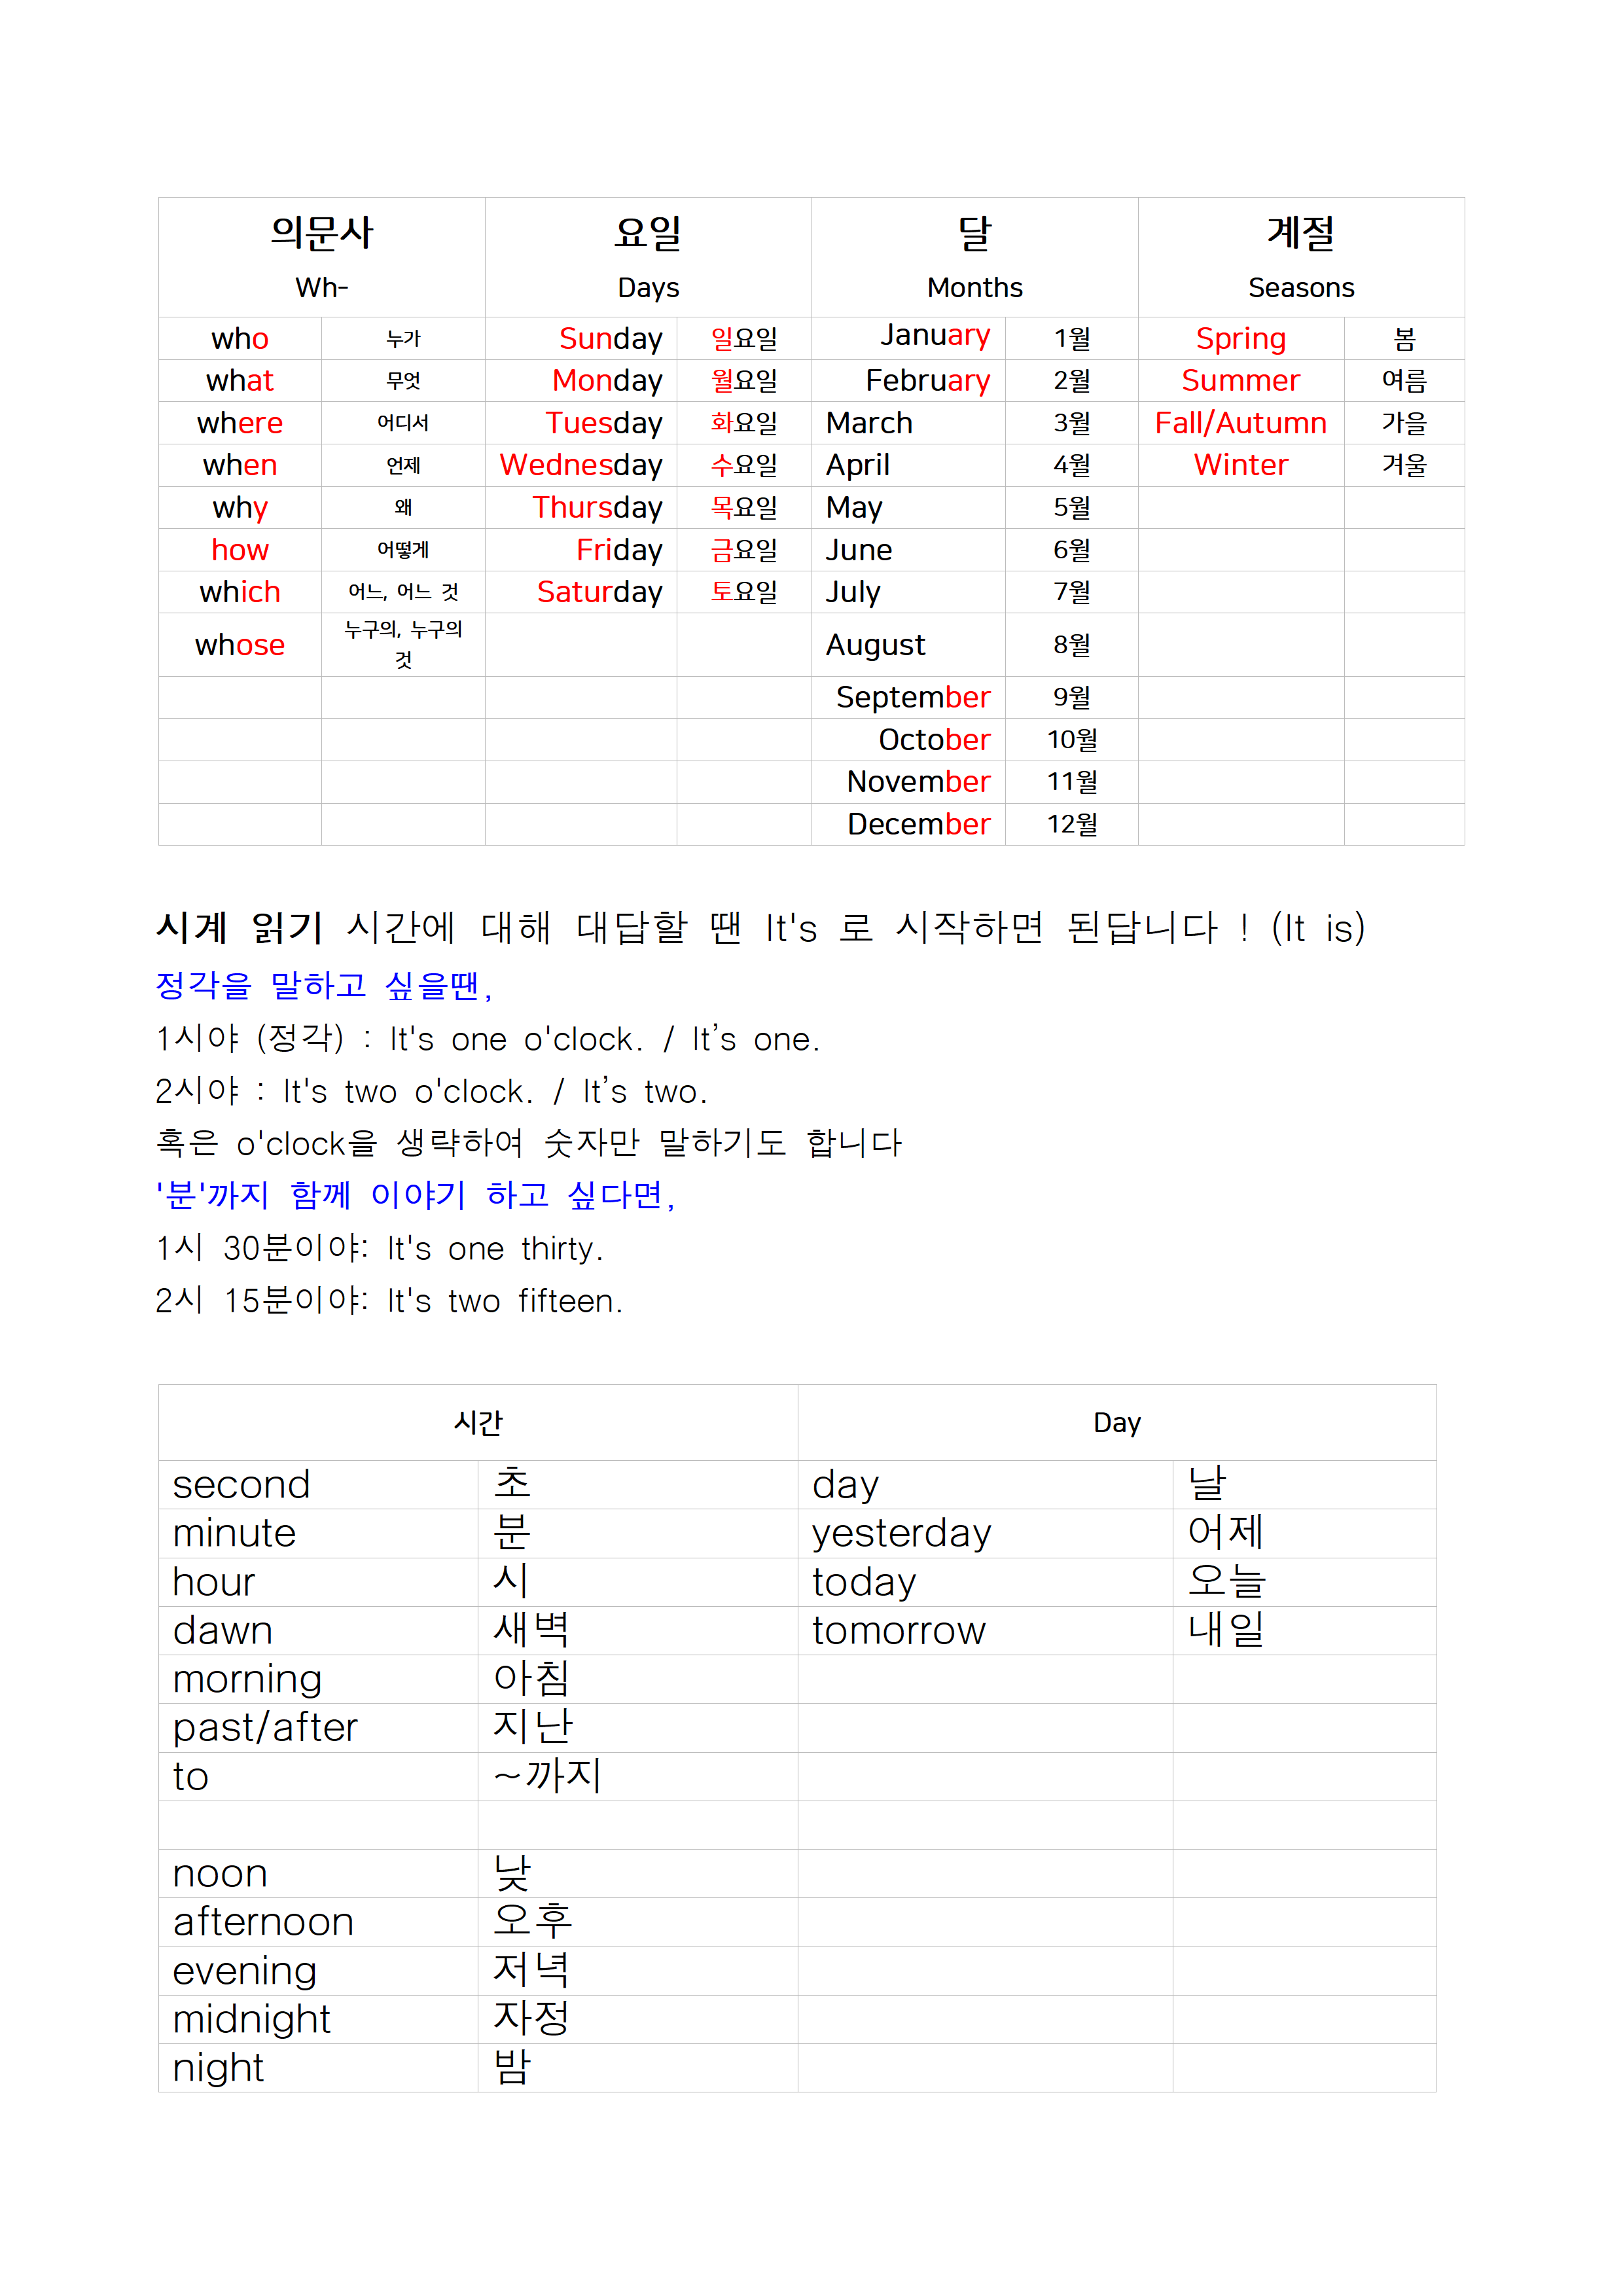 의문사 요일 달 계절
Wh- Days Months Seasons
who 누가 Sunday 일요일 January 1월 Spring 봄
what 무엇 Monday 월요일 February 2월 Summer 여름
where 어디서 Tuesday 화요일 March 3월 Fall/Autumn 가을
when 언제 Wednesday 수요일 April 4월 Winter 겨울
why 왜 Thursday 목요일 May 5월
how 어떻게 Friday 금요일 June 6월
which 어느, 어느 것 Saturday 토요일 July 7월
whose 누구의, 누구의 것 August 8월
September 9월
October 10월
November 11월
December 12월
시계 읽기 시간에 대해 대답할 땐 It's 로 시작하면 된답니다 ! (It is)
정각을 말하고 싶을땐,
1시야 (정각) : It's one o'clock. / It’s one.
2시야 : It's two o'clock. / It’s two.
혹은 o'clock을 생략하여 숫자만 말하기도 합니다
'분'까지 함께 이야기 하고 싶다면,
1시 30분이야: It's one thirty.
2시 15분이야: It's two fifteen.
시간 Day
second 초 day 날
minute 분 yesterday 어제
hour 시 today 오늘
dawn 새벽 tomorrow 내일
morning 아침
past/after 지난
to ~까지
noon 낮
afternoon 오후
evening 저녁
midnight 자정
night 밤